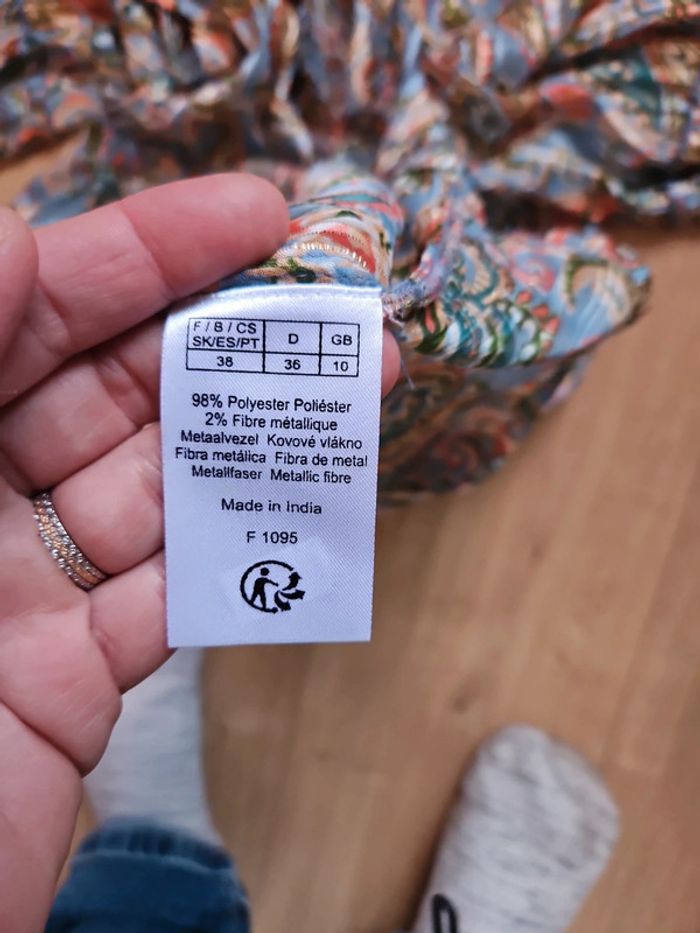 F / B / CS D GB
SK/ES/PT
38 36 10
98% Polyester Poliéster
2% Fibre métallique
Metaalvezel Kovové vlákno
Fibra metálica Fibra de metal
Metallfaser Metallic fibre
Made in India
F 1095